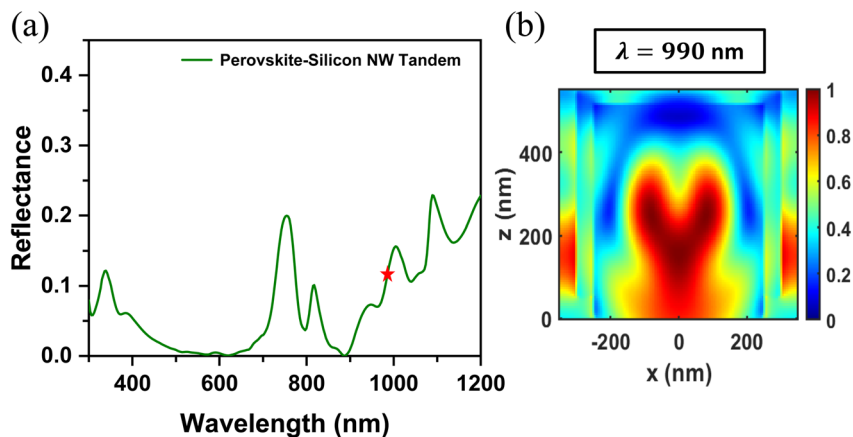 (a)
Perovskite-Silicon NW Tandem
Reflectance
0.4
0.3
0.2
0.1
0.0
400
600
800
1000
1200
Wavelength (nm)
(b)
λ = 990 nm
z (nm)
400
200
0
-200
0
200
x (nm)
1
0.8
0.6
0.4
0.2
0